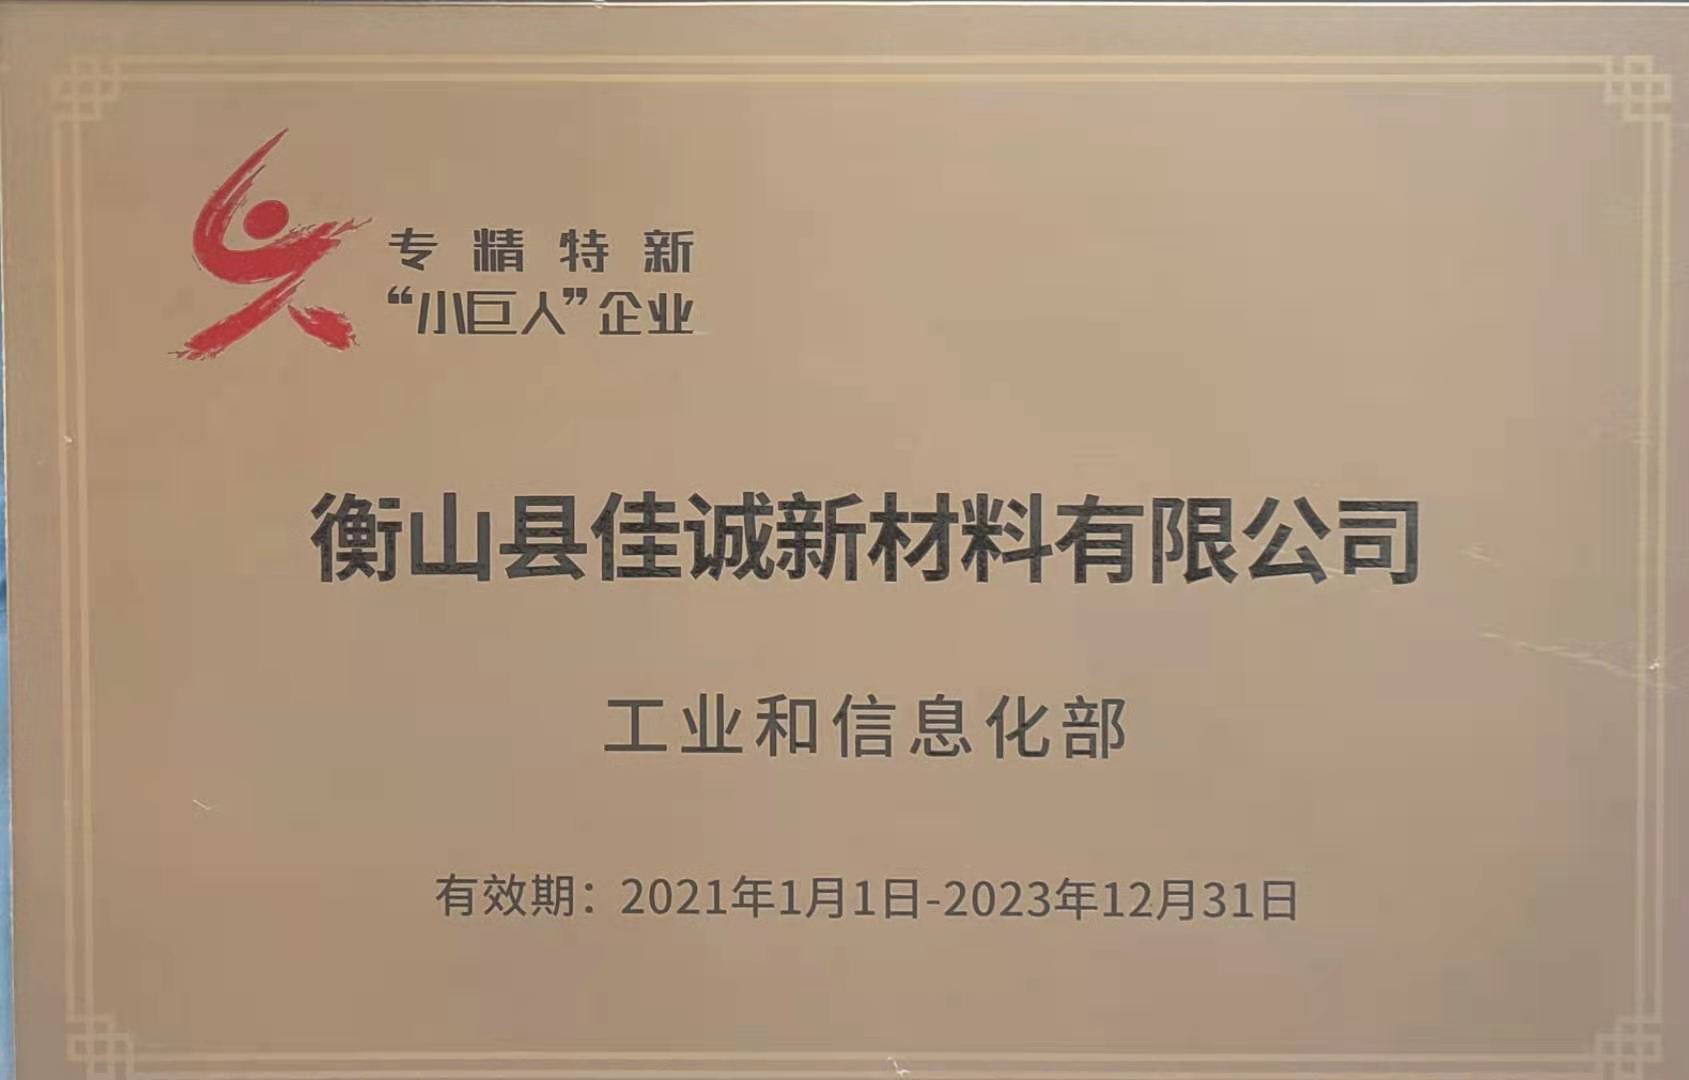 专精特新
“小巨人”企业
衡山县佳诚新材料有限公司
工业和信息化部
有效期：2021年1月1日-2023年12月31日